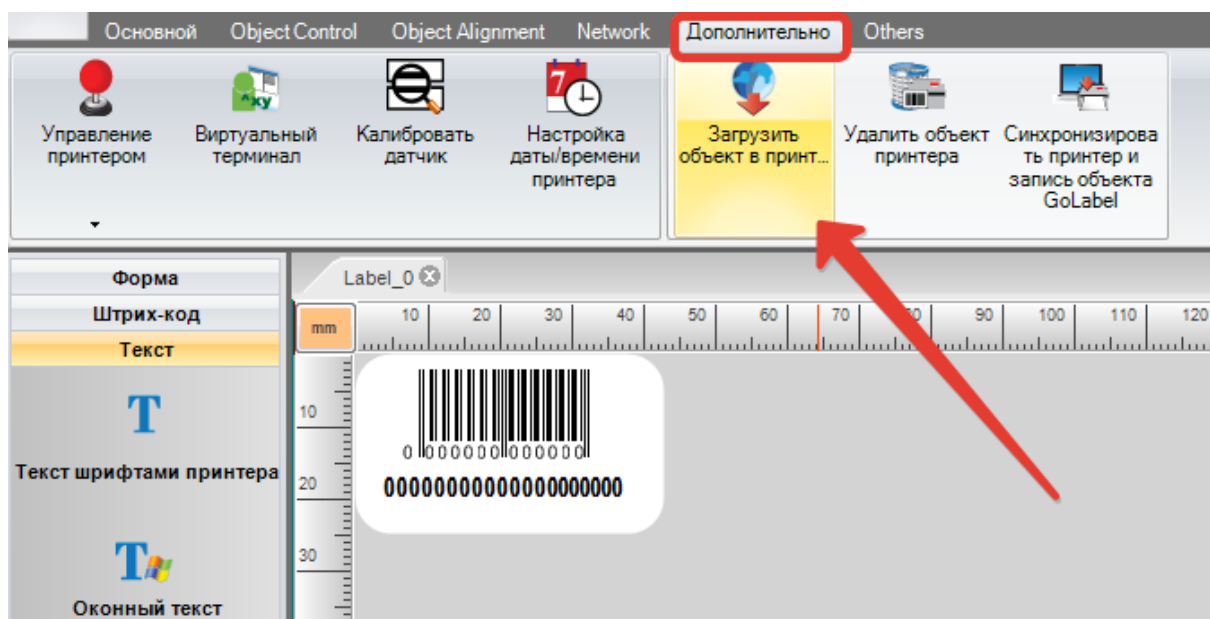 Основной Object Control Object Alignment Network Дополнительно Others
Управление принтером
Виртуальный терминал
Калибровать датчик
Настройка даты/времени принтера
Загрузить объект в принт...
Удалить объект принтера
Синхронизирова ть принтер и запись объекта GoLabel
^xy
7
Форма
Штрих-код
Текст
T
Текст шрифтами принтера
T
Оконный текст
Label_0
mm
10 20 30 40 50 60 70 90 100 110 120
10
20
30
0 000000 000000
00000000000000000000